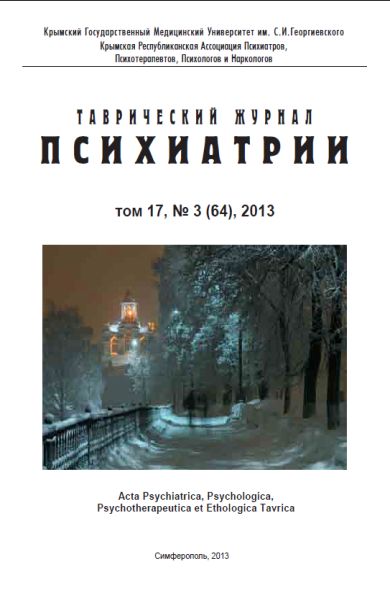 Крымский Государственный Медицинский Университет им. С.И.Георгиевского
Крымская Республиканская Ассоциация Психиатров,
Психотерапевтов, Психологов и Наркологов
ТАВРИЧЕСКИЙ ЖУРНАЛ
ПСИХИАТРИИ
том 17, № 3 (64), 2013
Acta Psychiatrica, Psychologica,
Psychotherapeutica et Ethologica Tavrica
Симферополь, 2013